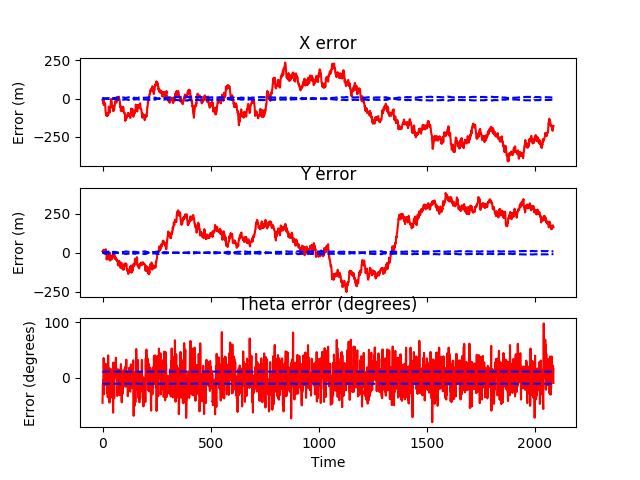 X error
250
0
−250
Error (m)
Y error
250
0
−250
Error (m)
Theta error (degrees)
100
0
Error (degrees)
0
500
1000
1500
2000
Time